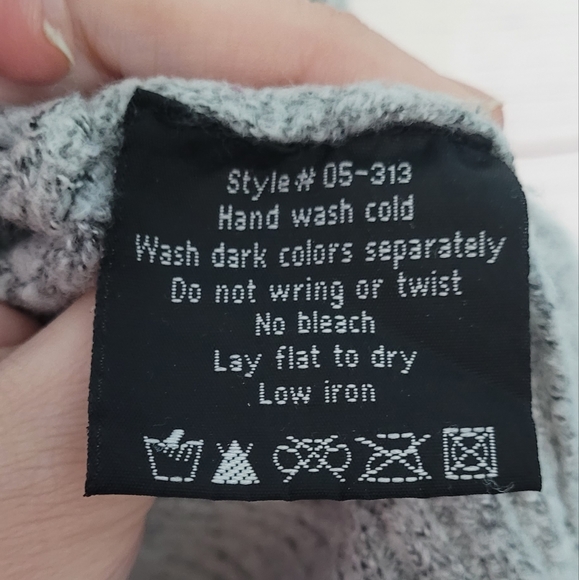 Style# 05-313
Hand wash cold
Wash dark colors separately
Do not wring or twist
No bleach
Lay flat to dry
Low iron